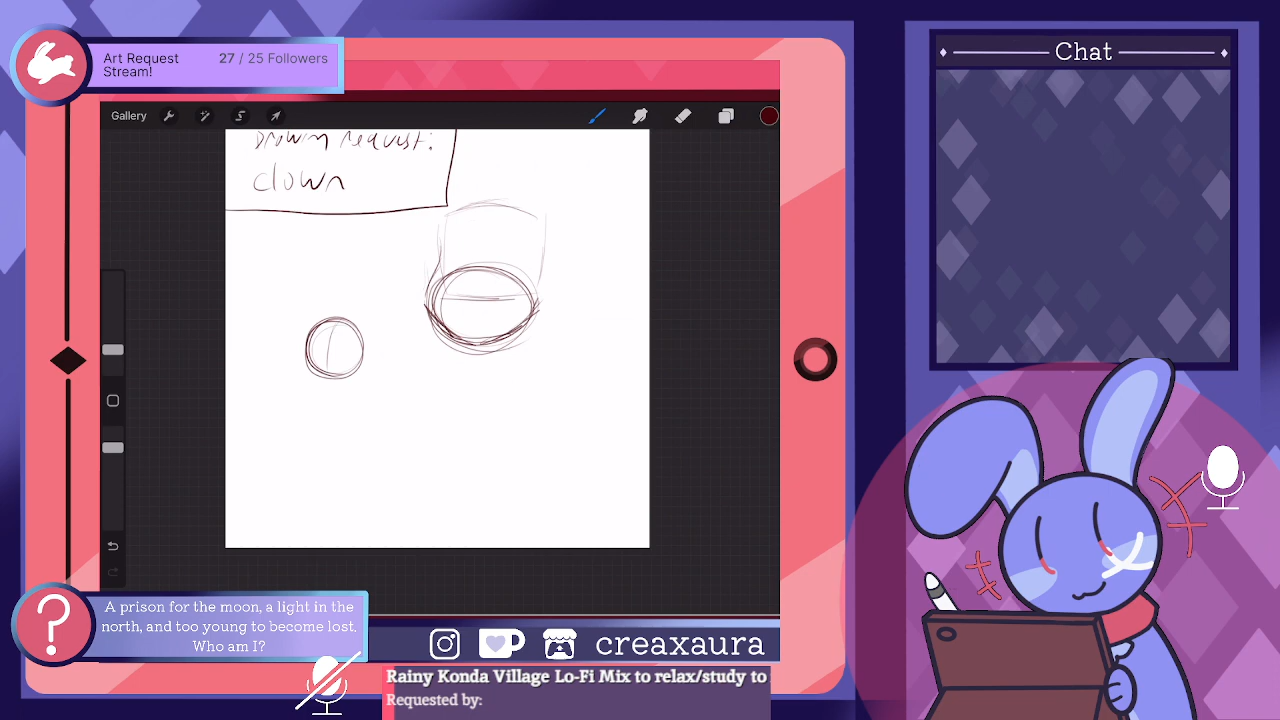 Art Request
Stream!
27 / 25 Followers
Chat
Gallery
Drawn request:
clown
A prison for the moon, a light in the
north, and too young to become lost.
Who am I?
creaxaura
Rainy Konda Village Lo-Fi Mix to relax/study to
Requested by: